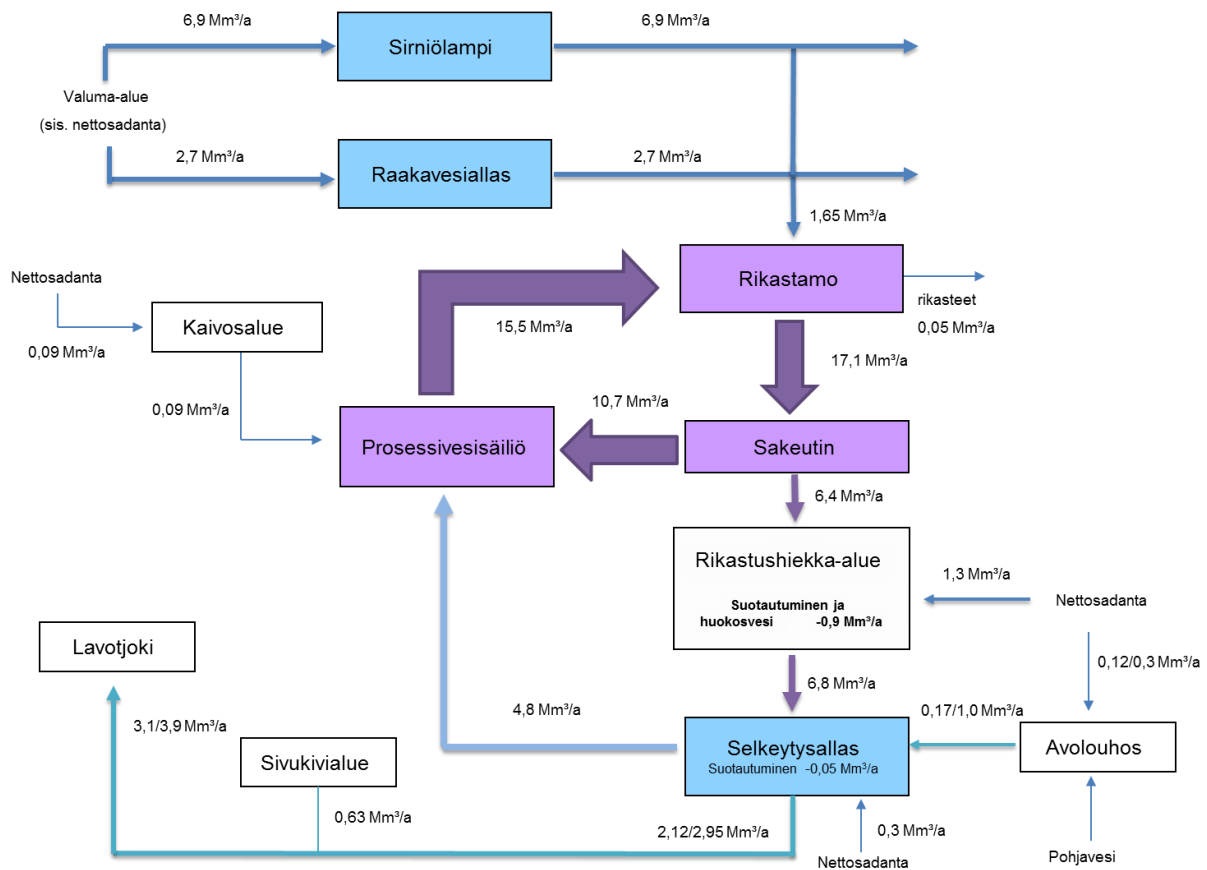 6,9 Mm³/a
6,9 Mm³/a
Sirniölampi
Valuma-alue
(sis. nettosadanta)
2,7 Mm³/a
2,7 Mm³/a
Raakavesiallas
1,65 Mm³/a
Nettosadanta
Rikastamo
rikasteet
0,05 Mm³/a
Kaivosalue
15,5 Mm³/a
0,09 Mm³/a
17,1 Mm³/a
0,09 Mm³/a
10,7 Mm³/a
Prosessivesisäiliö
Sakeutin
6,4 Mm³/a
Rikastushiekka-alue
1,3 Mm³/a
Suotautuminen ja
huokosvesi -0,9 Mm³/a
Nettosadanta
Lavotjoki
0,12/0,3 Mm³/a
6,8 Mm³/a
4,8 Mm³/a
0,17/1,0 Mm³/a
3,1/3,9 Mm³/a
Selkeytysallas
Suotautuminen -0,05 Mm³/a
Avolouhos
Sivukivialue
0,63 Mm³/a
2,12/2,95 Mm³/a
0,3 Mm³/a
Nettosadanta
Pohjavesi